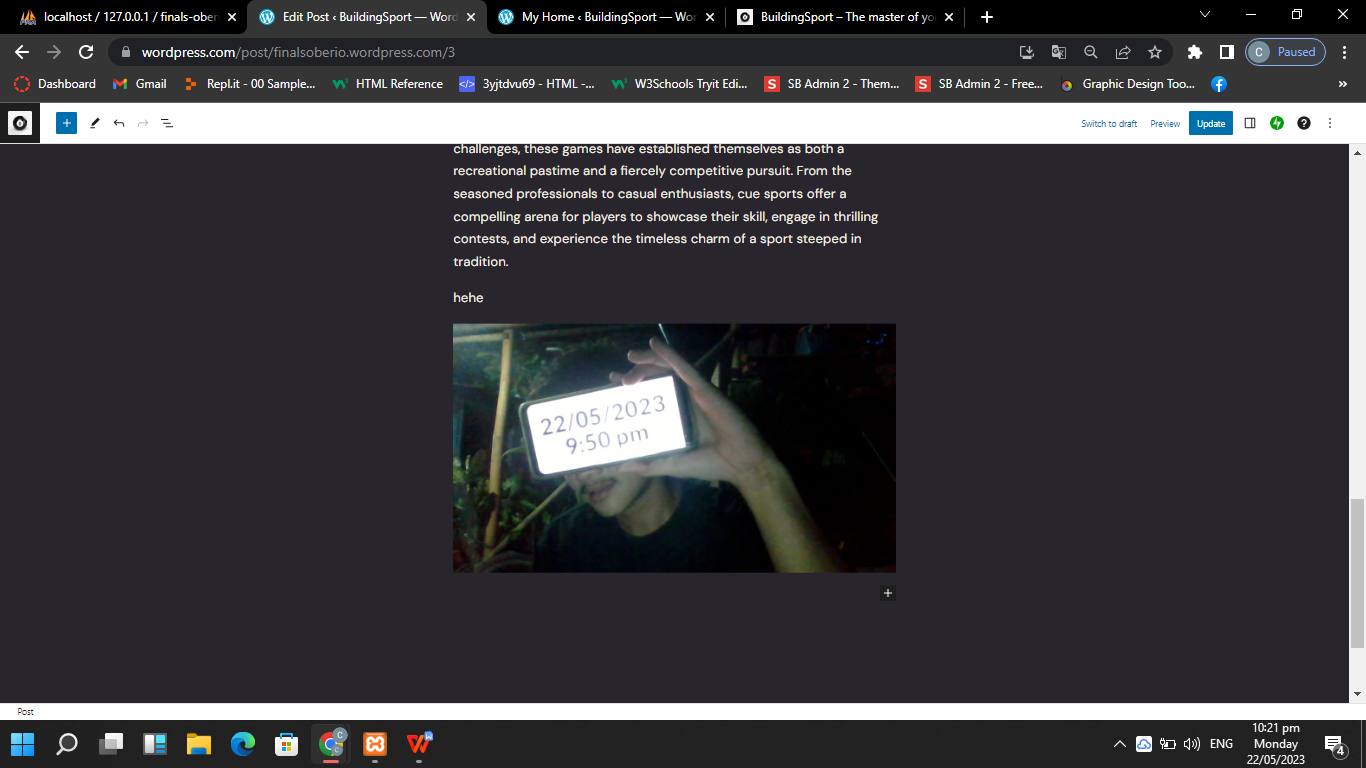 localhost / 127.0.0.1 / finals-ober
Edit Post ‹ BuildingSport — Word
My Home ‹ BuildingSport — Wor
BuildingSport – The master of yo
wordpress.com/post/finalsoberio.wordpress.com/3
C Paused
Dashboard
Gmail
Repl.it - 00 Sample...
HTML Reference
3yjtdvu69 - HTML -...
W3Schools Tryit Edi...
SB Admin 2 - Them...
SB Admin 2 - Free...
Graphic Design Too...
Switch to draft
Preview
Update
challenges, these games have established themselves as both a
recreational pastime and a fiercely competitive pursuit. From the
seasoned professionals to casual enthusiasts, cue sports offer a
compelling arena for players to showcase their skill, engage in thrilling
contests, and experience the timeless charm of a sport steeped in
tradition.
hehe
22/05/2023
9:50 pm
Post
ENG
10:21 pm
Monday
22/05/2023
4